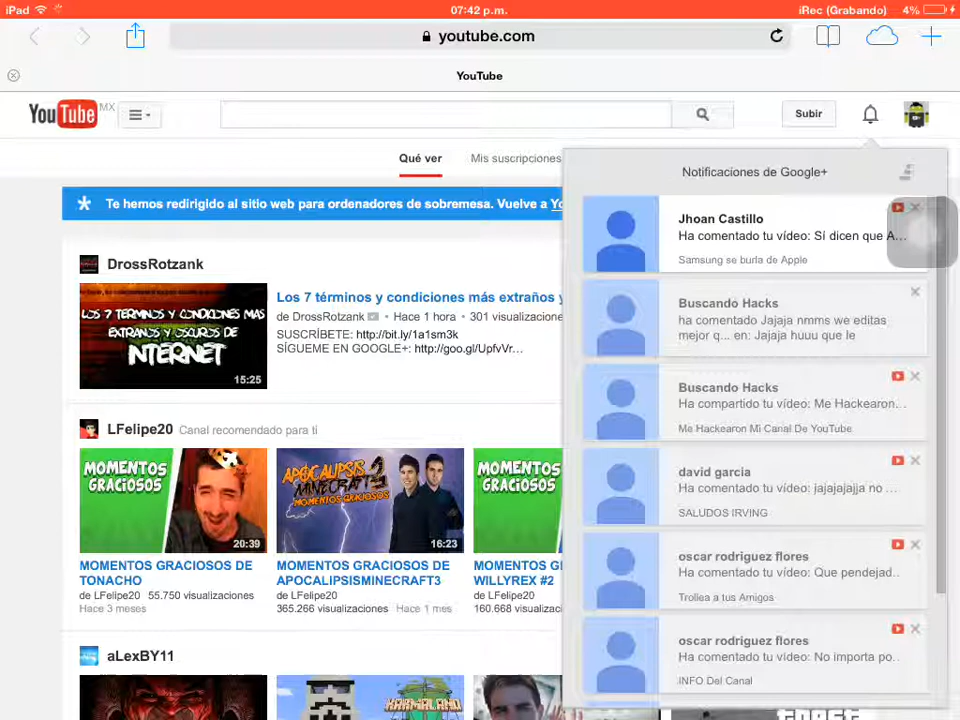 iPad 07:42 p.m. iRec (Grabando) 4%
youtube.com
YouTube
YouTube MX Subir
Qué ver Mis suscripciones
Notificaciones de Google+
Te hemos redirigido al sitio web para ordenadores de sobremesa. Vuelve a Yo
DrossRotzank
LOS 7 TÉRMINOS Y CONDICIONES MÁS
EXTRAÑOS Y OSCUROS DE
INTERNET
15:25
Los 7 términos y condiciones más extraños y
de DrossRotzank • Hace 1 hora • 301 visualizacione
SUSCRÍBETE: http://bit.ly/1a1sm3k
SÍGUEME EN GOOGLE+: http://goo.gl/UpfvVr...
LFelipe20 Canal recomendado para ti
MOMENTOS
GRACIOSOS
20:39
APOCALIPSIS
MINECRAFT 3
MOMENTOS GRACIOSOS
16:23
MOMENTOS
GRACIOSOS
MOMENTOS GRACIOSOS DE
TONACHO
de LFelipe20 55.750 visualizaciones
Hace 3 meses
MOMENTOS GRACIOSOS DE
APOCALIPSISMINECRAFT3
de LFelipe20
365.266 visualizaciones Hace 1 mes
MOMENTOS G
WILLYREX #2
de LFelipe20
160.668 visualizac
aLexBY11
KARMALAND
Jhoan Castillo
Ha comentado tu vídeo: Sí dicen que A...
Samsung se burla de Apple
Buscando Hacks
ha comentado Jajaja nmms we editas
mejor q... en: Jajaja huuu que le
Buscando Hacks
Ha compartido tu vídeo: Me Hackearon...
Me Hackearon Mi Canal De YouTube
david garcia
Ha comentado tu vídeo: jajajajajja no ...
SALUDOS IRVING
oscar rodriguez flores
Ha comentado tu vídeo: Que pendejad..
Trollea a tus Amigos
oscar rodriguez flores
Ha comentado tu vídeo: No importa po..
INFO Del Canal